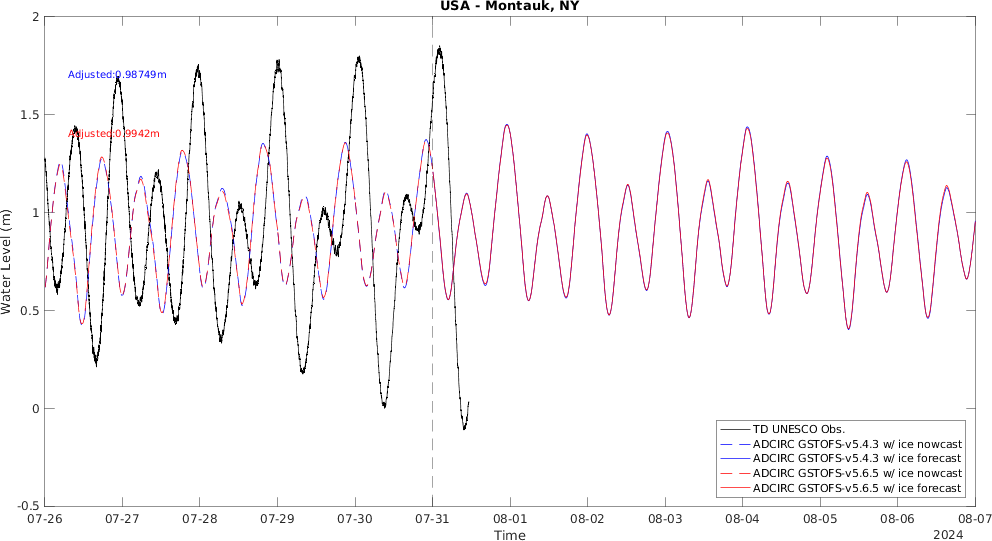 USA - Montauk, NY
2
1.5
1
0.5
0
-0.5
Water Level (m)
Adjusted:0.98749m
Adjusted:0.9942m
TD UNESCO Obs.
ADCIRC GSTOFS-v5.4.3 w/ ice nowcast
ADCIRC GSTOFS-v5.4.3 w/ ice forecast
ADCIRC GSTOFS-v5.6.5 w/ ice nowcast
ADCIRC GSTOFS-v5.6.5 w/ ice forecast
07-26 07-27 07-28 07-29 07-30 07-31 08-01 08-02 08-03 08-04 08-05 08-06 08-07
Time
2024